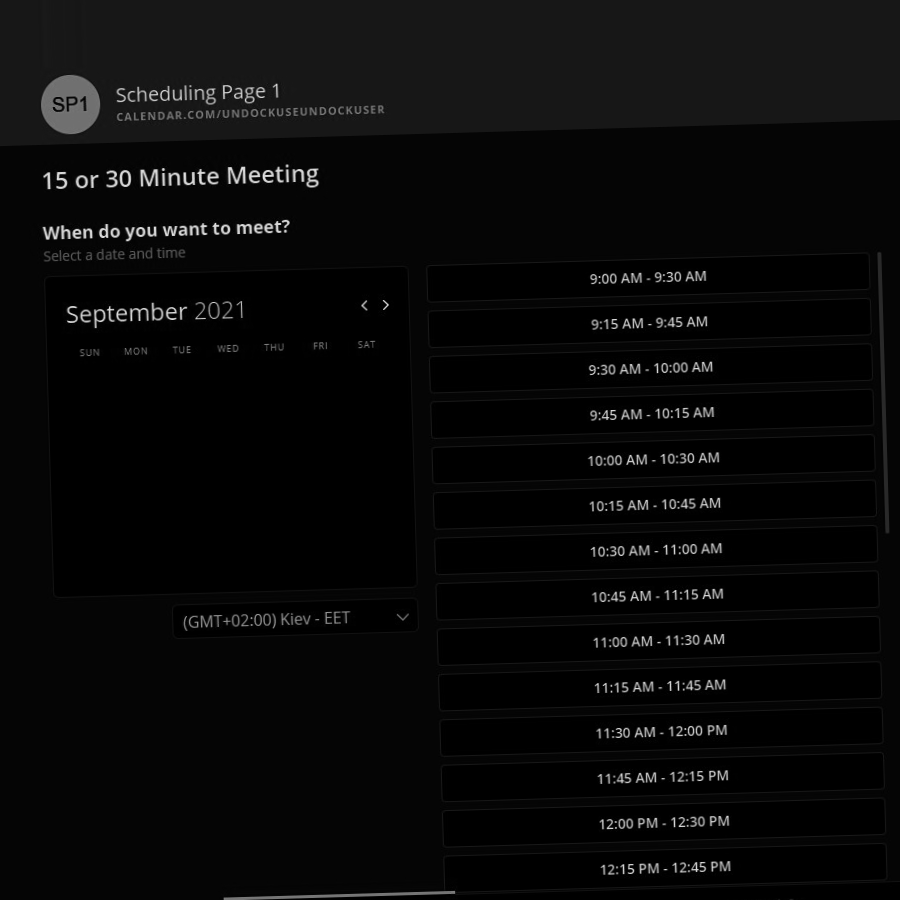 SP1
Scheduling Page 1
CALENDAR.COM/UNDOCKUSEUNDOCKUSER
15 or 30 Minute Meeting
When do you want to meet?
Select a date and time
September 2021
SUN MON TUE WED THU FRI SAT
(GMT+02:00) Kiev - EET
9:00 AM - 9:30 AM
9:15 AM - 9:45 AM
9:30 AM - 10:00 AM
9:45 AM - 10:15 AM
10:00 AM - 10:30 AM
10:15 AM - 10:45 AM
10:30 AM - 11:00 AM
10:45 AM - 11:15 AM
11:00 AM - 11:30 AM
11:15 AM - 11:45 AM
11:30 AM - 12:00 PM
11:45 AM - 12:15 PM
12:00 PM - 12:30 PM
12:15 PM - 12:45 PM